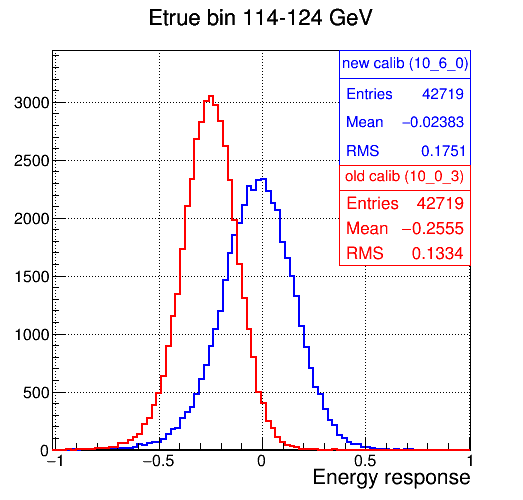 Etrue bin 114-124 GeV
new calib (10_6_0)
Entries 42719
Mean −0.02383
RMS 0.1751
old calib (10_0_3)
Entries 42719
Mean −0.2555
RMS 0.1334
3000
2500
2000
1500
1000
500
0
−1 −0.5 0 0.5 1
Energy response